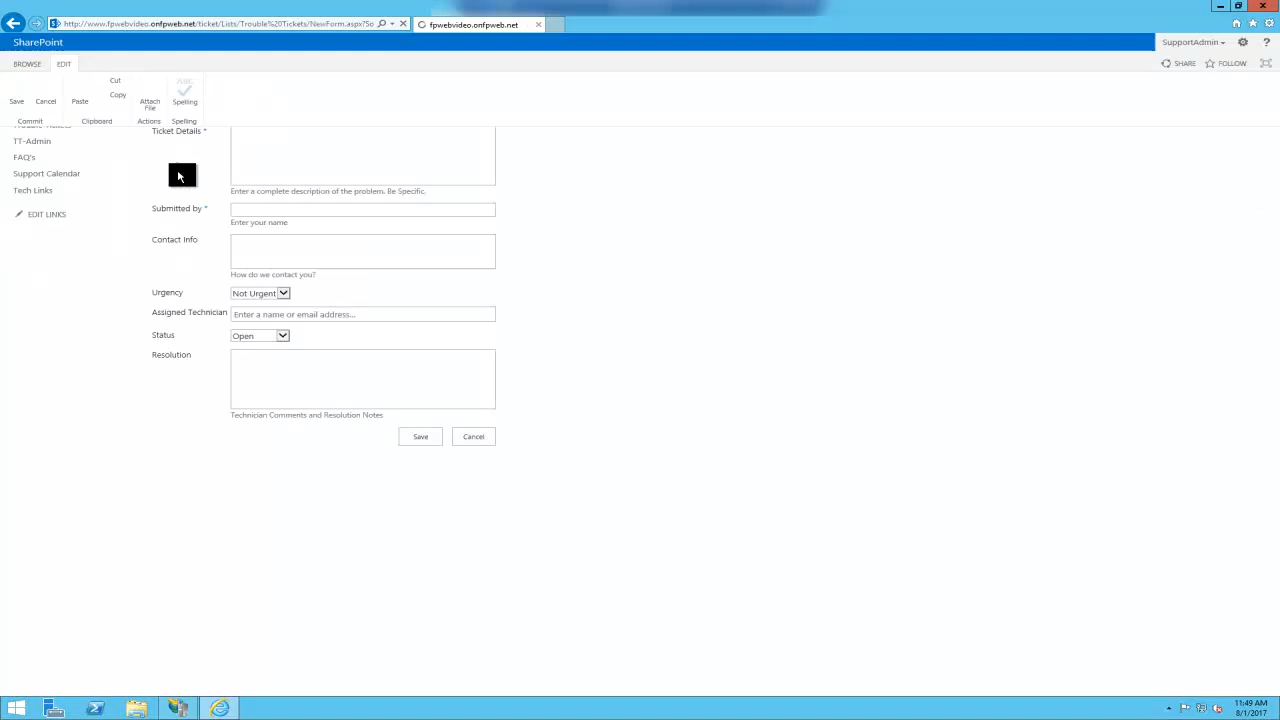 http://www.fpwebvideo.onfpweb.net/ticket/Lists/Trouble%20Tickets/NewForm.aspx?So
fpwebvideo.onfpweb.net
SharePoint
SupportAdmin
?
BROWSE
EDIT
SHARE
FOLLOW
Save
Cancel
Paste
Cut
Copy
Attach
File
ABC
Spelling
Commit
Clipboard
Actions
Spelling
Trouble Tickets
TT-Admin
FAQ's
Support Calendar
Tech Links
EDIT LINKS
Ticket Details *
Enter a complete description of the problem. Be Specific.
Submitted by *
Enter your name
Contact Info
How do we contact you?
Urgency
Not Urgent
Assigned Technician
Enter a name or email address...
Status
Open
Resolution
Technician Comments and Resolution Notes
Save
Cancel
11:49 AM
8/1/2017